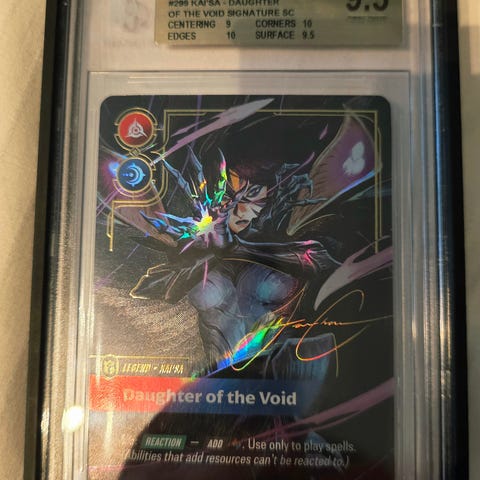 #299 KAI'SA - DAUGHTER
OF THE VOID SIGNATURE SC
CENTERING 9 CORNERS 10
EDGES 10 SURFACE 9.5
9.5
LEGEND • KAI'SA
Daughter of the Void
REACTION — ADD . Use only to play spells.
(Abilities that add resources can't be reacted to.)